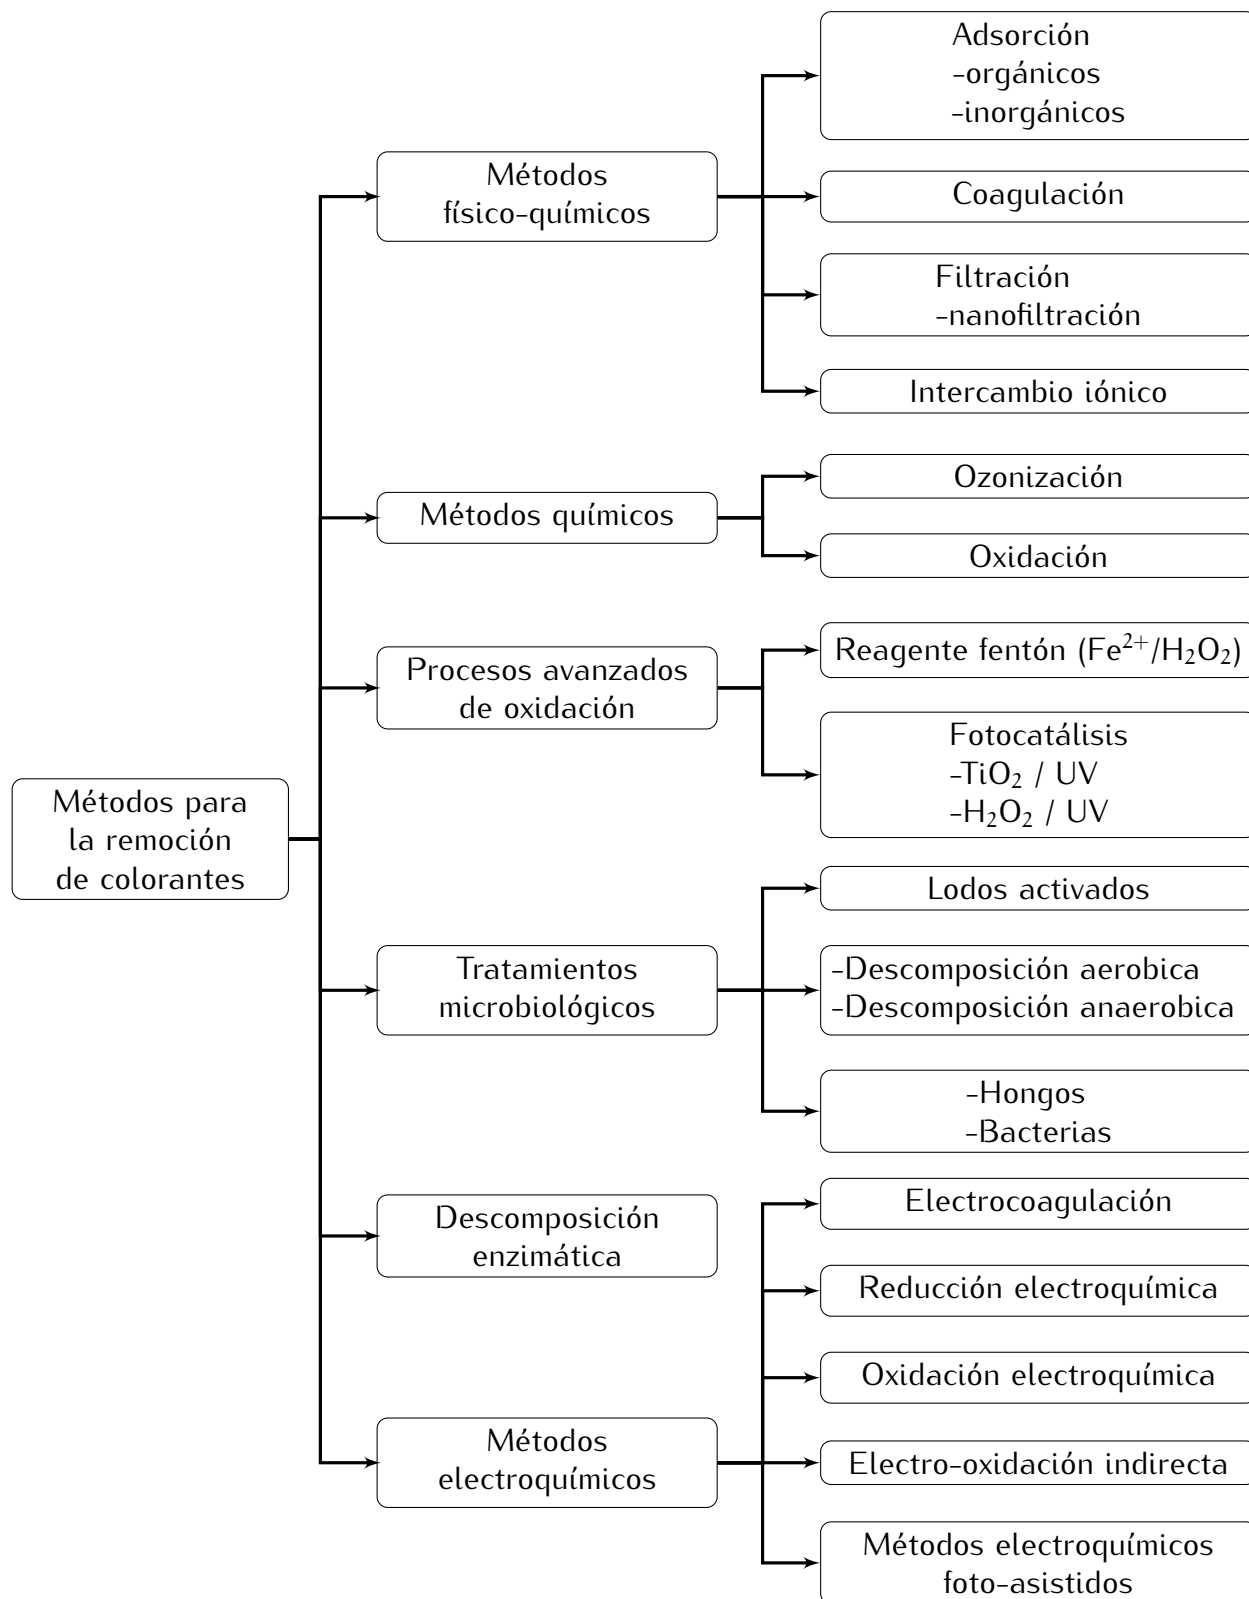 Métodos para
la remoción
de colorantes
Métodos
físico-químicos
Adsorción
-orgánicos
-inorgánicos
Coagulación
Filtración
-nanofiltración
Intercambio iónico
Métodos químicos
Ozonización
Oxidación
Procesos avanzados
de oxidación
Reagente fentón (Fe²⁺/H₂O₂)
Fotocatálisis
-TiO₂ / UV
-H₂O₂ / UV
Tratamientos
microbiológicos
Lodos activados
-Descomposición aerobica
-Descomposición anaerobica
-Hongos
-Bacterias
Descomposición
enzimática
Métodos
electroquímicos
Electrocoagulación
Reducción electroquímica
Oxidación electroquímica
Electro-oxidación indirecta
Métodos electroquímicos
foto-asistidos